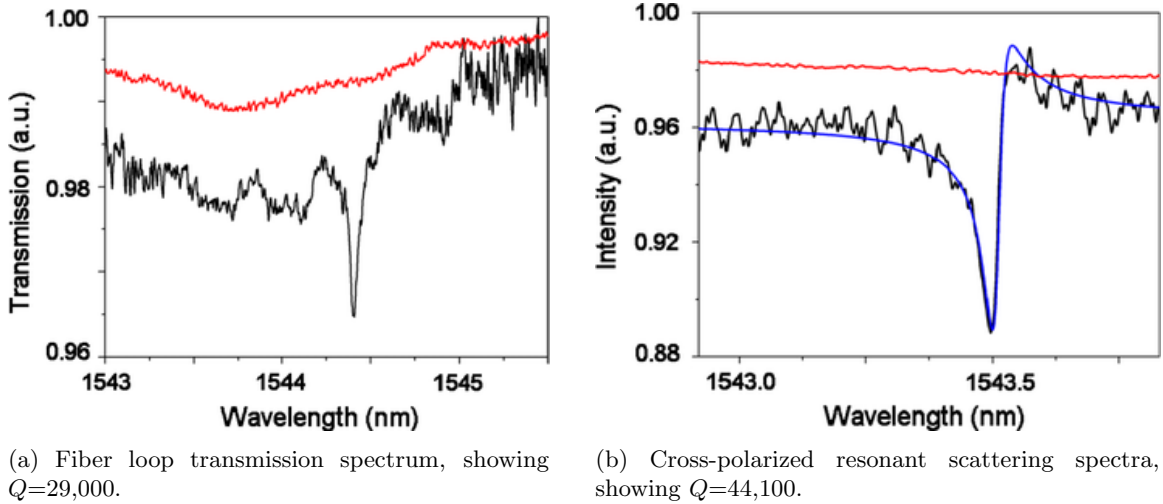 1.00
0.98
0.96
Transmission (a.u.)
1543
1544
1545
Wavelength (nm)
1.00
0.96
0.92
0.88
Intensity (a.u.)
1543.0
1543.5
Wavelength (nm)
(a) Fiber loop transmission spectrum, showing
Q=29,000.
(b) Cross-polarized resonant scattering spectra,
showing Q=44,100.